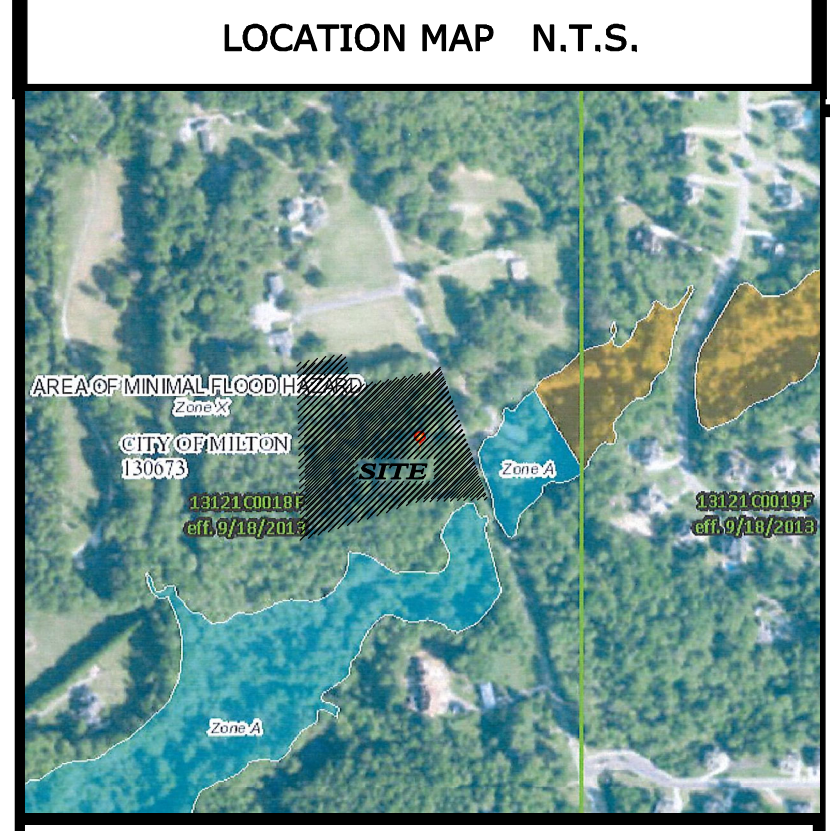 LOCATION MAP N.T.S.
AREA OF MINIMAL FLOOD HAZARD
Zone X
CITY OF MILTON
130673
SITE
Zone A
13121C0018F
eff. 9/18/2013
13121C0019F
eff. 9/18/2013
Zone A